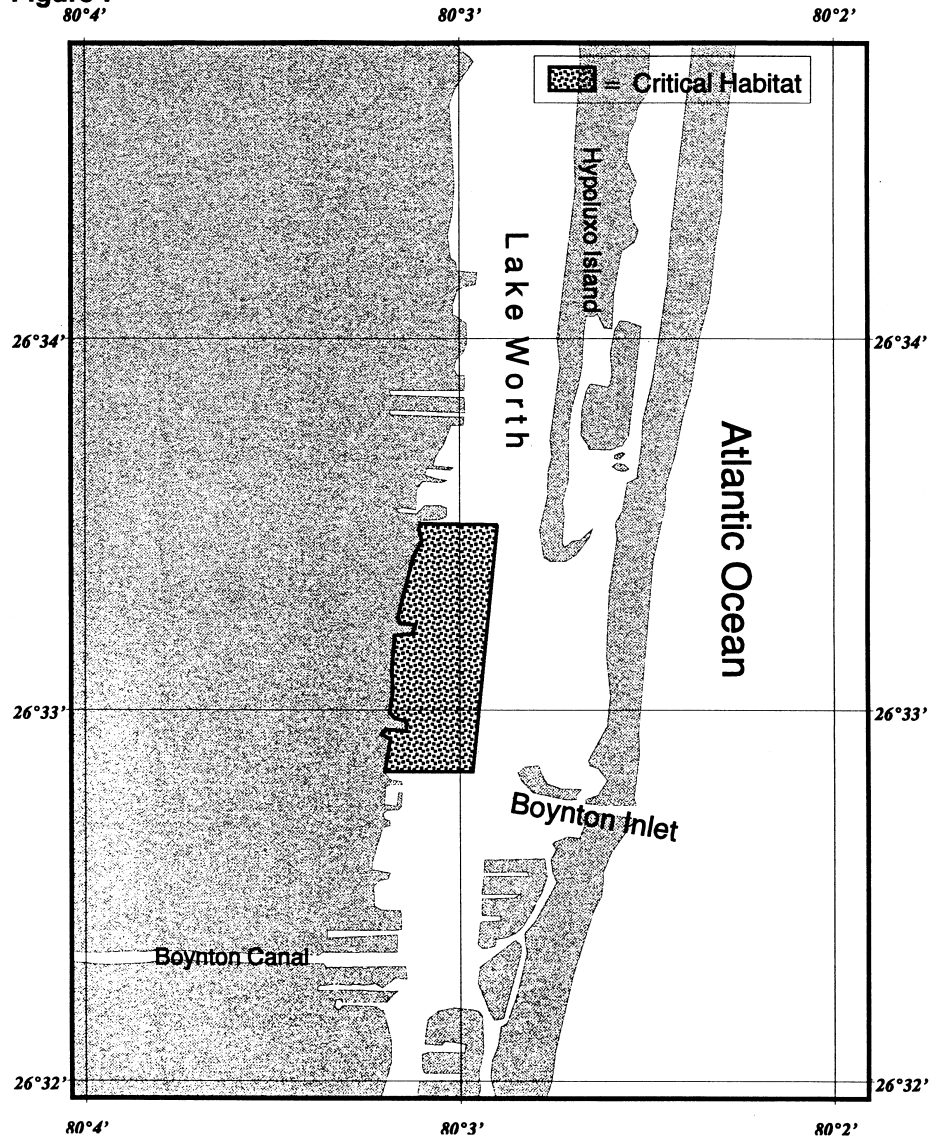 80°4' 80°3' 80°2'
= Critical Habitat
Hypoluxo Island
Lake Worth
26°34' 26°34'
Atlantic Ocean
26°33' 26°33'
Boynton Inlet
Boynton Canal
26°32' 26°32'
80°4' 80°3' 80°2'